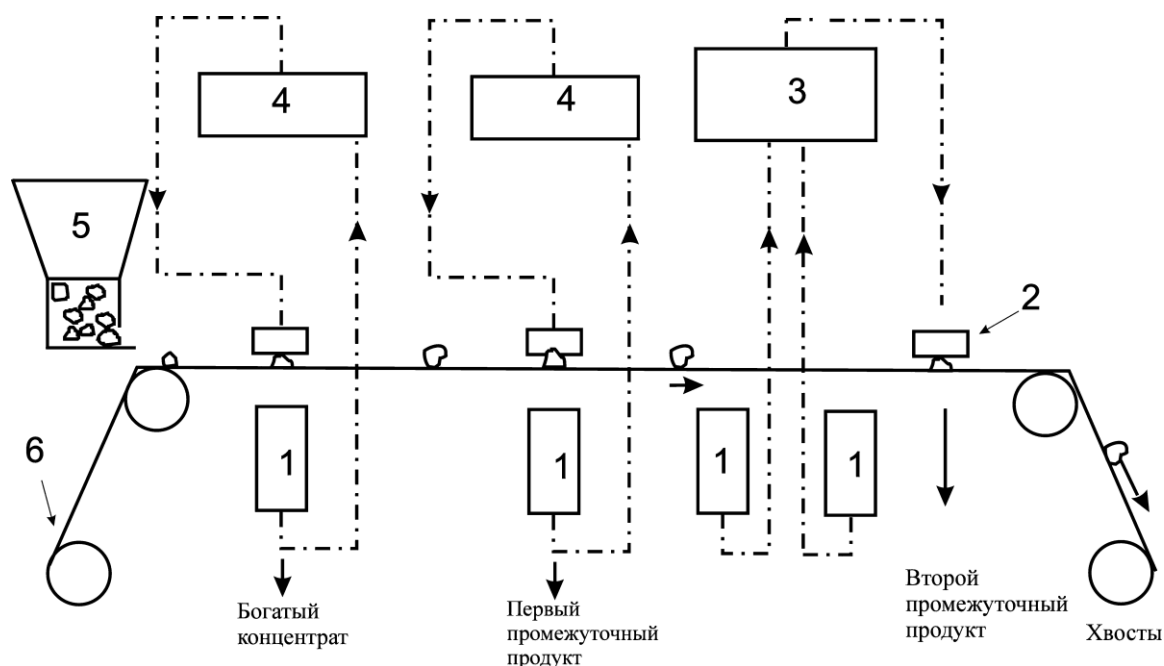 4
4
3
5
2
6
1
1
1
1
Богатый
концентрат
Первый
промежуточный
продукт
Второй
промежуточный
продукт
Хвосты